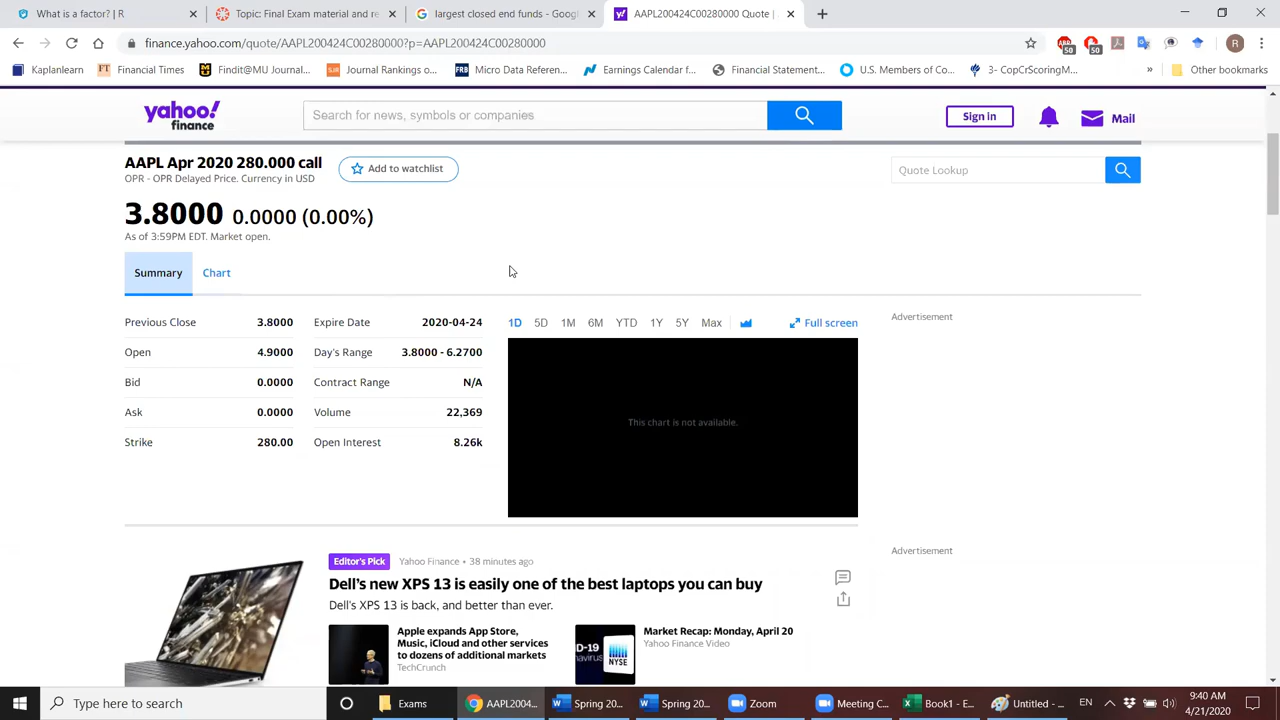 What is a factor?
Topic: Final Exam material and re
largest closed end funds - Goog
AAPL200424C00280000 Quote |
finance.yahoo.com/quote/AAPL200424C00280000?p=AAPL200424C00280000
50
50
R
Kaplanlearn
FT Financial Times
Findit@MU Journal...
Journal Rankings o...
FRB Micro Data Referen...
Earnings Calendar f...
Financial Statement...
U.S. Members of Co...
3- CopCrScoringM...
»
Other bookmarks
yahoo!
finance
Search for news, symbols or companies
Sign in
Mail
AAPL Apr 2020 280.000 call
Add to watchlist
Quote Lookup
OPR - OPR Delayed Price. Currency in USD
3.8000 0.0000 (0.00%)
As of 3:59PM EDT. Market open.
Summary
Chart
Previous Close 3.8000
Expire Date 2020-04-24
1D 5D 1M 6M YTD 1Y 5Y Max
Full screen
Advertisement
Open 4.9000
Day's Range 3.8000 - 6.2700
Bid 0.0000
Contract Range N/A
Ask 0.0000
Volume 22,369
This chart is not available.
Strike 280.00
Open Interest 8.26k
Advertisement
Editor's Pick Yahoo Finance • 38 minutes ago
Dell's new XPS 13 is easily one of the best laptops you can buy
Dell's XPS 13 is back, and better than ever.
Apple expands App Store,
Music, iCloud and other services
to dozens of additional markets
TechCrunch
D-19
navirus
NYSE
Market Recap: Monday, April 20
Yahoo Finance Video
Type here to search
Exams
AAPL2004...
Spring 20...
Spring 20...
Zoom
Meeting C...
Book1 - E...
Untitled - ...
EN
9:40 AM
4/21/2020